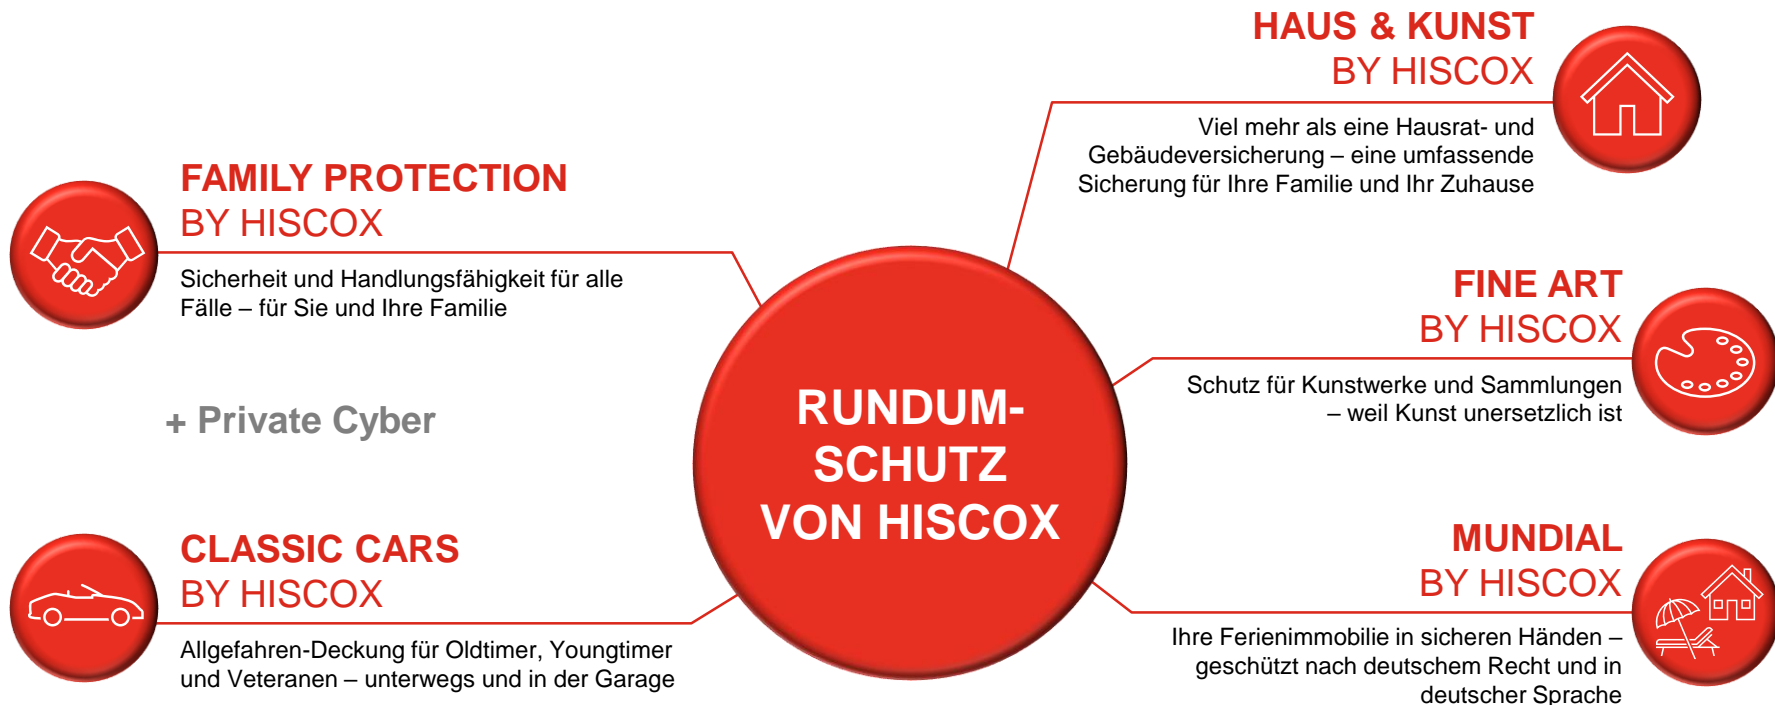 HAUS & KUNST
BY HISCOX
Viel mehr als eine Hausrat- und
Gebäudeversicherung – eine umfassende
Sicherung für Ihre Familie und Ihr Zuhause
FAMILY PROTECTION
BY HISCOX
Sicherheit und Handlungsfähigkeit für alle
Fälle – für Sie und Ihre Familie
FINE ART
BY HISCOX
Schutz für Kunstwerke und Sammlungen
– weil Kunst unersetzlich ist
+ Private Cyber
RUNDUM-
SCHUTZ
VON HISCOX
CLASSIC CARS
BY HISCOX
Allgefahren-Deckung für Oldtimer, Youngtimer
und Veteranen – unterwegs und in der Garage
MUNDIAL
BY HISCOX
Ihre Ferienimmobilie in sicheren Händen –
geschützt nach deutschem Recht und in
deutscher Sprache